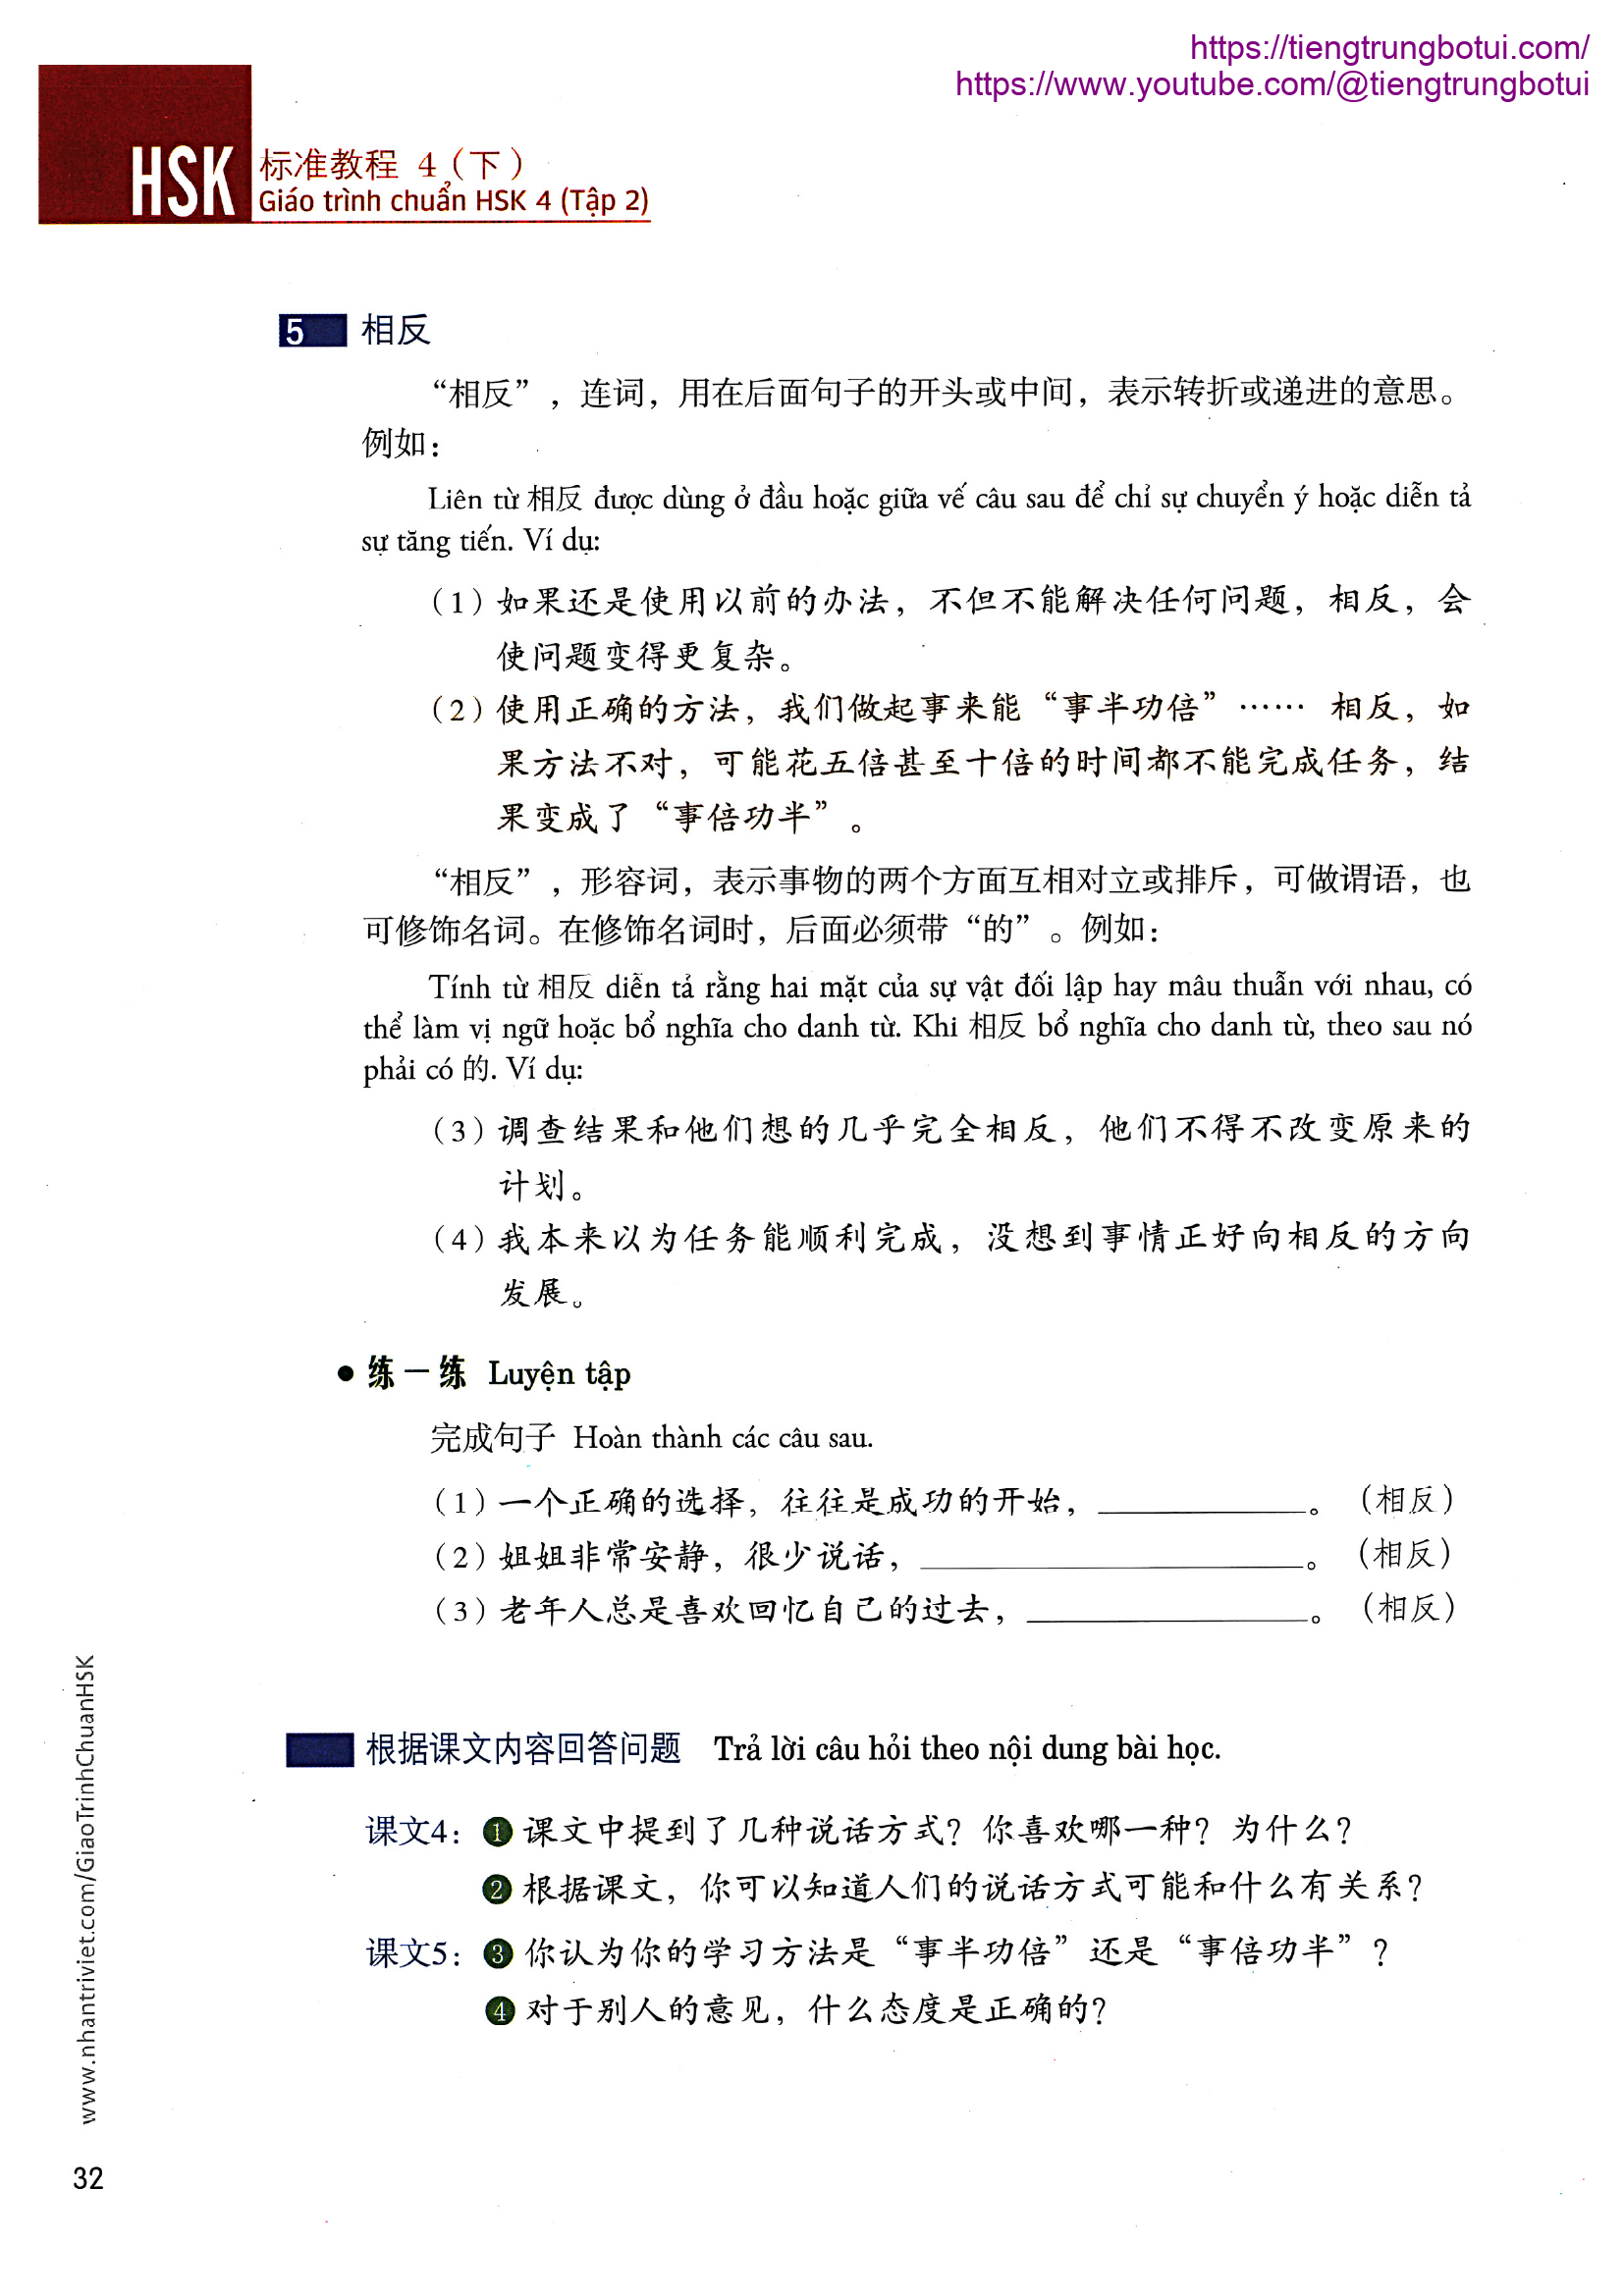 https://tiengtrungbotui.com/
https://www.youtube.com/@tiengtrungbotui
HSK 标准教程 4（下）
Giáo trình chuẩn HSK 4 (Tập 2)
5 相反
“相反”，连词，用在后面句子的开头或中间，表示转折或递进的意思。
例如：
Liên từ 相反 được dùng ở đầu hoặc giữa vế câu sau để chỉ sự chuyển ý hoặc diễn tả
sự tăng tiến. Ví dụ:
（1）如果还是使用以前的办法，不但不能解决任何问题，相反，会
使问题变得更复杂。
（2）使用正确的方法，我们做起事来能“事半功倍”…… 相反，如
果方法不对，可能花五倍甚至十倍的时间都不能完成任务，结
果变成了“事倍功半”。
“相反”，形容词，表示事物的两个方面互相对立或排斥，可做谓语，也
可修饰名词。在修饰名词时，后面必须带“的”。例如：
Tính từ 相反 diễn tả rằng hai mặt của sự vật đối lập hay mâu thuẫn với nhau, có
thể làm vị ngữ hoặc bổ nghĩa cho danh từ. Khi 相反 bổ nghĩa cho danh từ, theo sau nó
phải có 的. Ví dụ:
（3）调查结果和他们想的几乎完全相反，他们不得不改变原来的
计划。
（4）我本来以为任务能顺利完成，没想到事情正好向相反的方向
发展。
● 练一练 Luyện tập
完成句子 Hoàn thành các câu sau.
（1）一个正确的选择，往往是成功的开始，____________。（相反）
（2）姐姐非常安静，很少说话，______________________。（相反）
（3）老年人总是喜欢回忆自己的过去，________________。（相反）
根据课文内容回答问题 Trả lời câu hỏi theo nội dung bài học.
课文4：❶ 课文中提到了几种说话方式？你喜欢哪一种？为什么？
❷ 根据课文，你可以知道人们的说话方式可能和什么有关系？
课文5：❸ 你认为你的学习方法是“事半功倍”还是“事倍功半”？
❹ 对于别人的意见，什么态度是正确的？
www.nhantriviet.com/GiaoTrinhChuanHSK
32